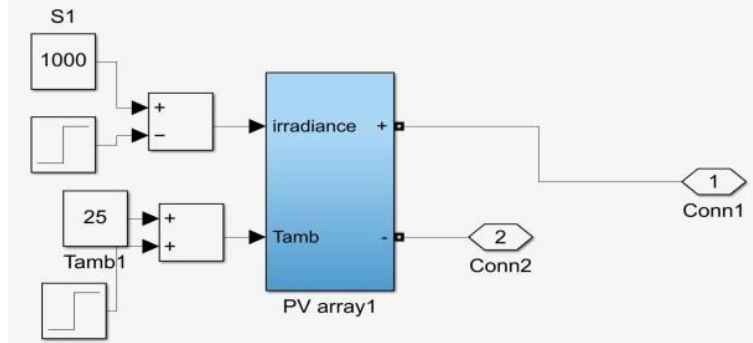 S1
1000
+
−
irradiance +
1
Conn1
25
+
+
Tamb -
2
Tamb1
Conn2
PV array1